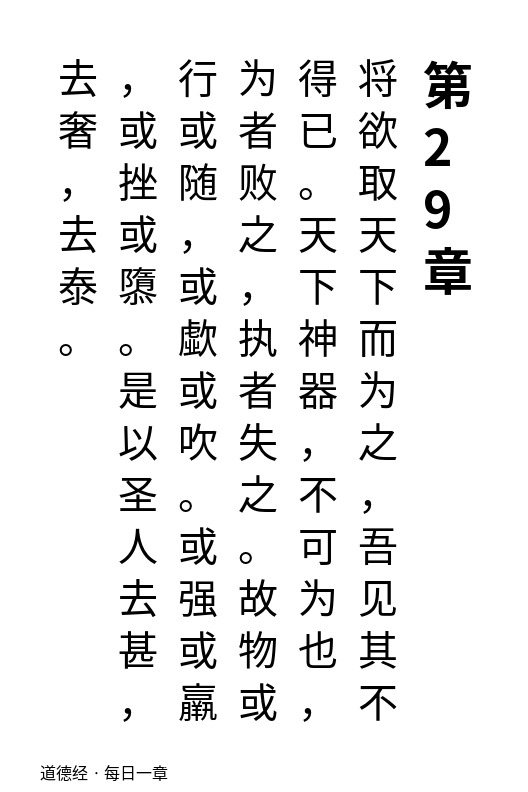 第29章
将欲取天下而为之，吾见其不
得已。天下神器，不可为也，
为者败之，执者失之。故物或
行或随，或歔或吹。或强或羸
，或挫或隳。是以圣人去甚，
去奢，去泰。
道德经 · 每日一章